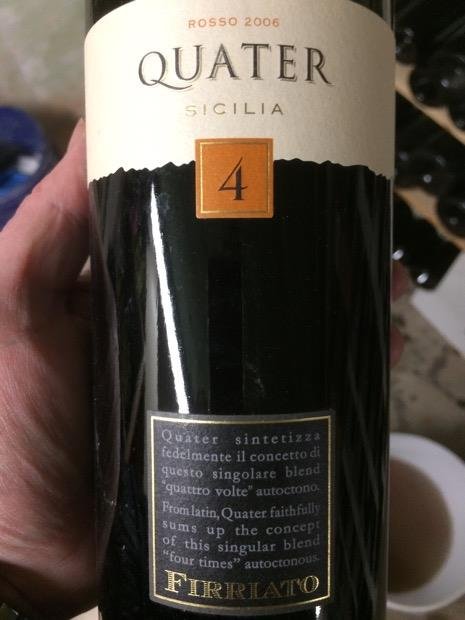 ROSSO 2006
QUATER
SICILIA
4
Quater sintetizza
fedelmente il concetto di
questo singolare blend
"quattro volte" autoctono.
From latin, Quater faithfully
sums up the concept
of this singular blend
"four times" autoctonous.
FIRRIATO